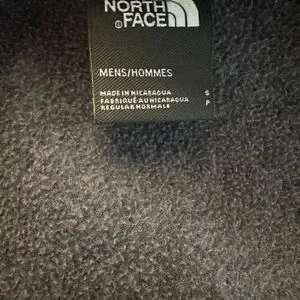 NORTH
FACE
MENS/HOMMES
MADE IN NICARAGUA S
FABRIQUÉ AU NICARAGUA P
REGULAR NORMALE